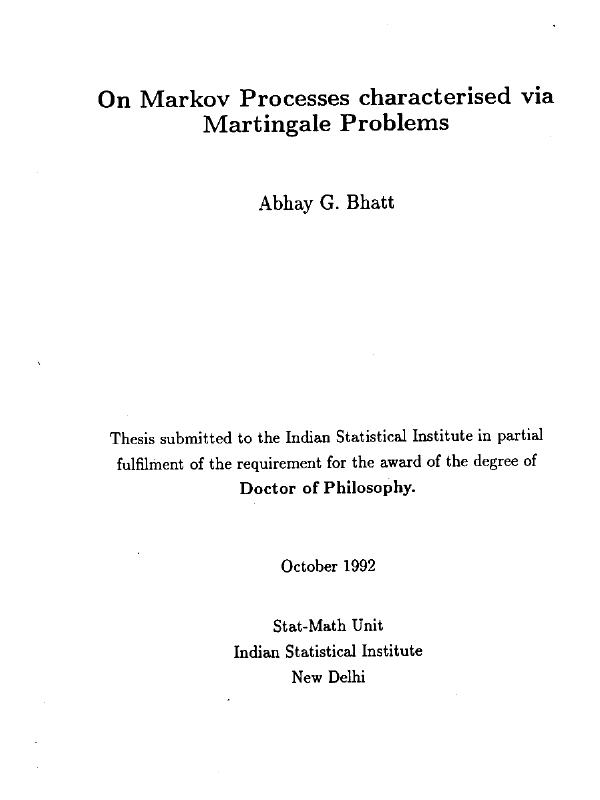 On Markov Processes characterised via
Martingale Problems
Abhay G. Bhatt
Thesis submitted to the Indian Statistical Institute in partial
fulfilment of the requirement for the award of the degree of
Doctor of Philosophy.
October 1992
Stat-Math Unit
Indian Statistical Institute
New Delhi